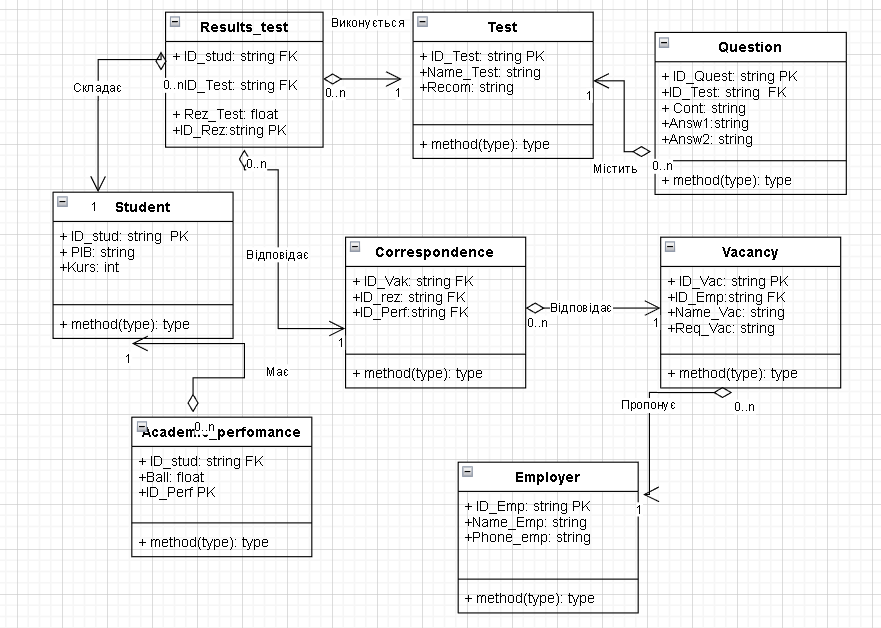 Results_test
+ ID_stud: string FK
0..n
ID_Test: string FK
+ Rez_Test: float
+ID_Rez:string PK
Виконується
0..n
1
Test
+ ID_Test: string PK
+Name_Test: string
+Recom: string
+ method(type): type
1
Question
+ ID_Quest: string PK
+ID_Test: string FK
+ Cont: string
+Answ1:string
+Answ2: string
+ method(type): type
Містить
0..n
Складає
1
Student
+ ID_stud: string PK
+ PIB: string
+Kurs: int
+ method(type): type
0..n
Відповідає
1
Correspondence
+ ID_Vak: string FK
+ID_rez: string FK
+ID_Perf:string FK
+ method(type): type
Відповідає
0..n
1
Vacancy
+ ID_Vac: string PK
+ID_Emp:string FK
+Name_Vac: string
+Req_Vac: string
+ method(type): type
1
Має
0..n
Academic_perfomance
+ ID_stud: string FK
+Ball: float
+ID_Perf PK
+ method(type): type
Пропонує
0..n
1
Employer
+ ID_Emp: string PK
+Name_Emp: string
+Phone_emp: string
+ method(type): type